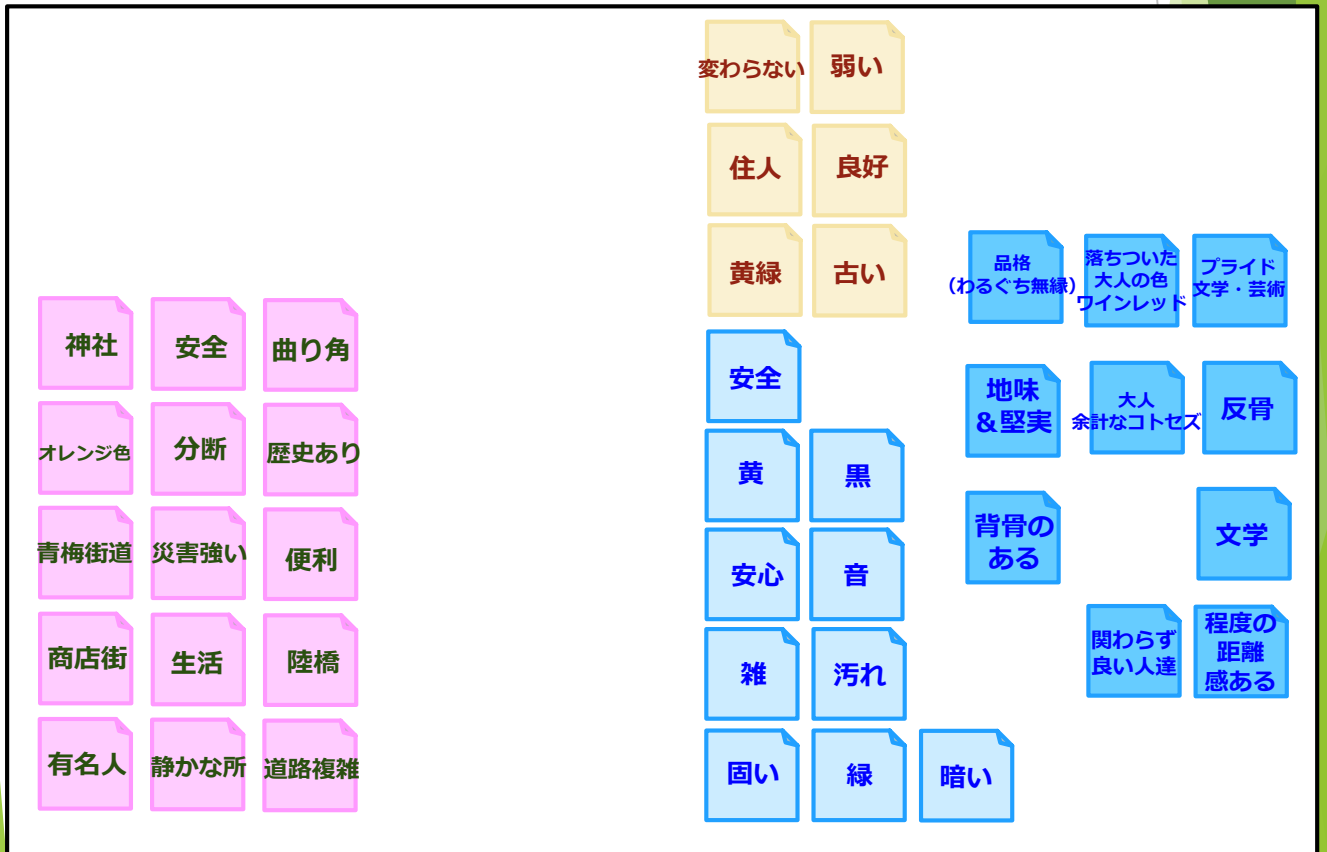 変わらない
弱い
住人
良好
黄緑
古い
神社
安全
曲り角
オレンジ色
分断
歴史あり
青梅街道
災害強い
便利
商店街
生活
陸橋
有名人
静かな所
道路複雑
安全
黄
黒
安心
音
雑
汚れ
固い
緑
暗い
品格
（わるぐち無縁）
落ちついた
大人の色
ワインレッド
プライド
文学・芸術
地味
＆堅実
大人
余計なコトセズ
反骨
背骨の
ある
文学
関わらず
良い人達
程度の
距離
感ある